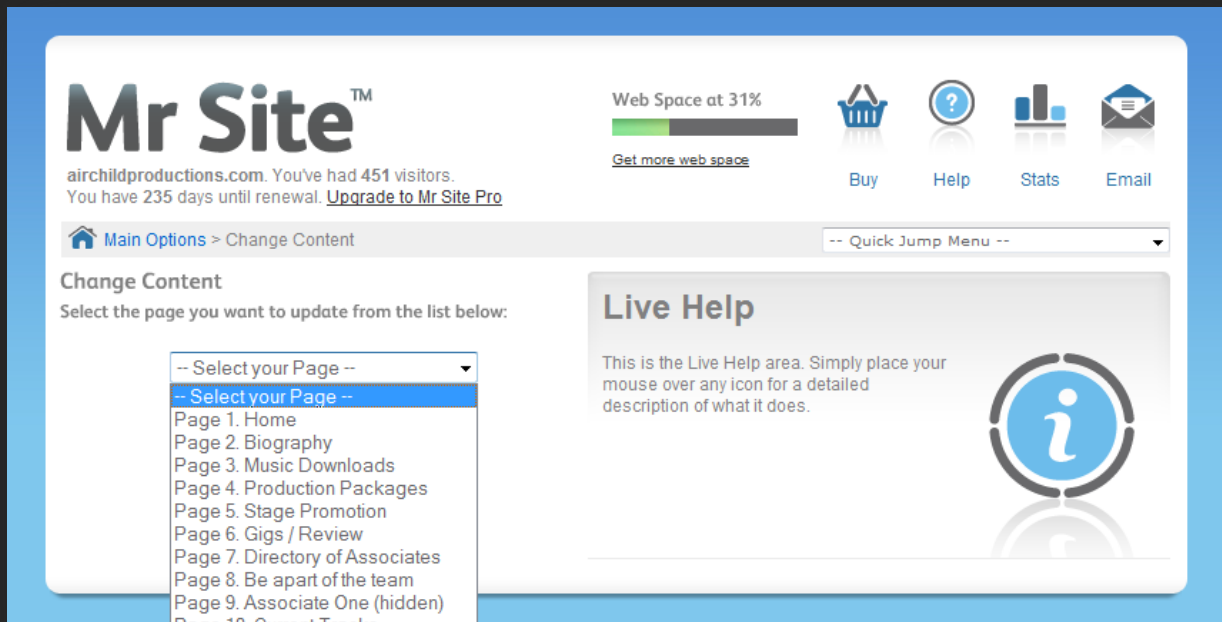 Mr Site™
airchildproductions.com. You've had 451 visitors.
You have 235 days until renewal. Upgrade to Mr Site Pro
Web Space at 31%
Get more web space
Buy
Help
Stats
Email
Main Options > Change Content
-- Quick Jump Menu --
Change Content
Select the page you want to update from the list below:
-- Select your Page --
-- Select your Page --
Page 1. Home
Page 2. Biography
Page 3. Music Downloads
Page 4. Production Packages
Page 5. Stage Promotion
Page 6. Gigs / Review
Page 7. Directory of Associates
Page 8. Be apart of the team
Page 9. Associate One (hidden)
Live Help
This is the Live Help area. Simply place your
mouse over any icon for a detailed
description of what it does.